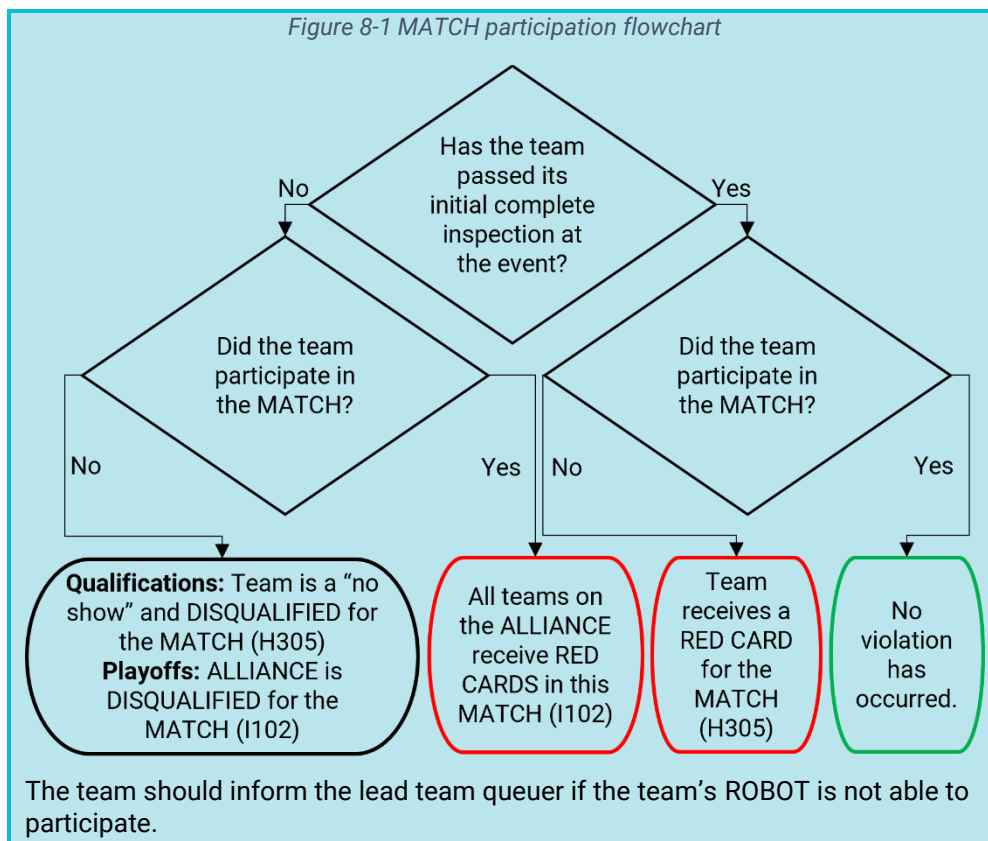 Figure 8-1 MATCH participation flowchart
Has the team
passed its
initial complete
inspection at
the event?
No
Yes
Did the team
participate in
the MATCH?
Did the team
participate in
the MATCH?
No
Yes
No
Yes
Qualifications: Team is a “no
show” and DISQUALIFIED for
the MATCH (H305)
Playoffs: ALLIANCE is
DISQUALIFIED for the
MATCH (I102)
All teams on
the ALLIANCE
receive RED
CARDS in this
MATCH (I102)
Team
receives a
RED CARD
for the
MATCH
(H305)
No
violation
has
occurred.
The team should inform the lead team queuer if the team’s ROBOT is not able to
participate.